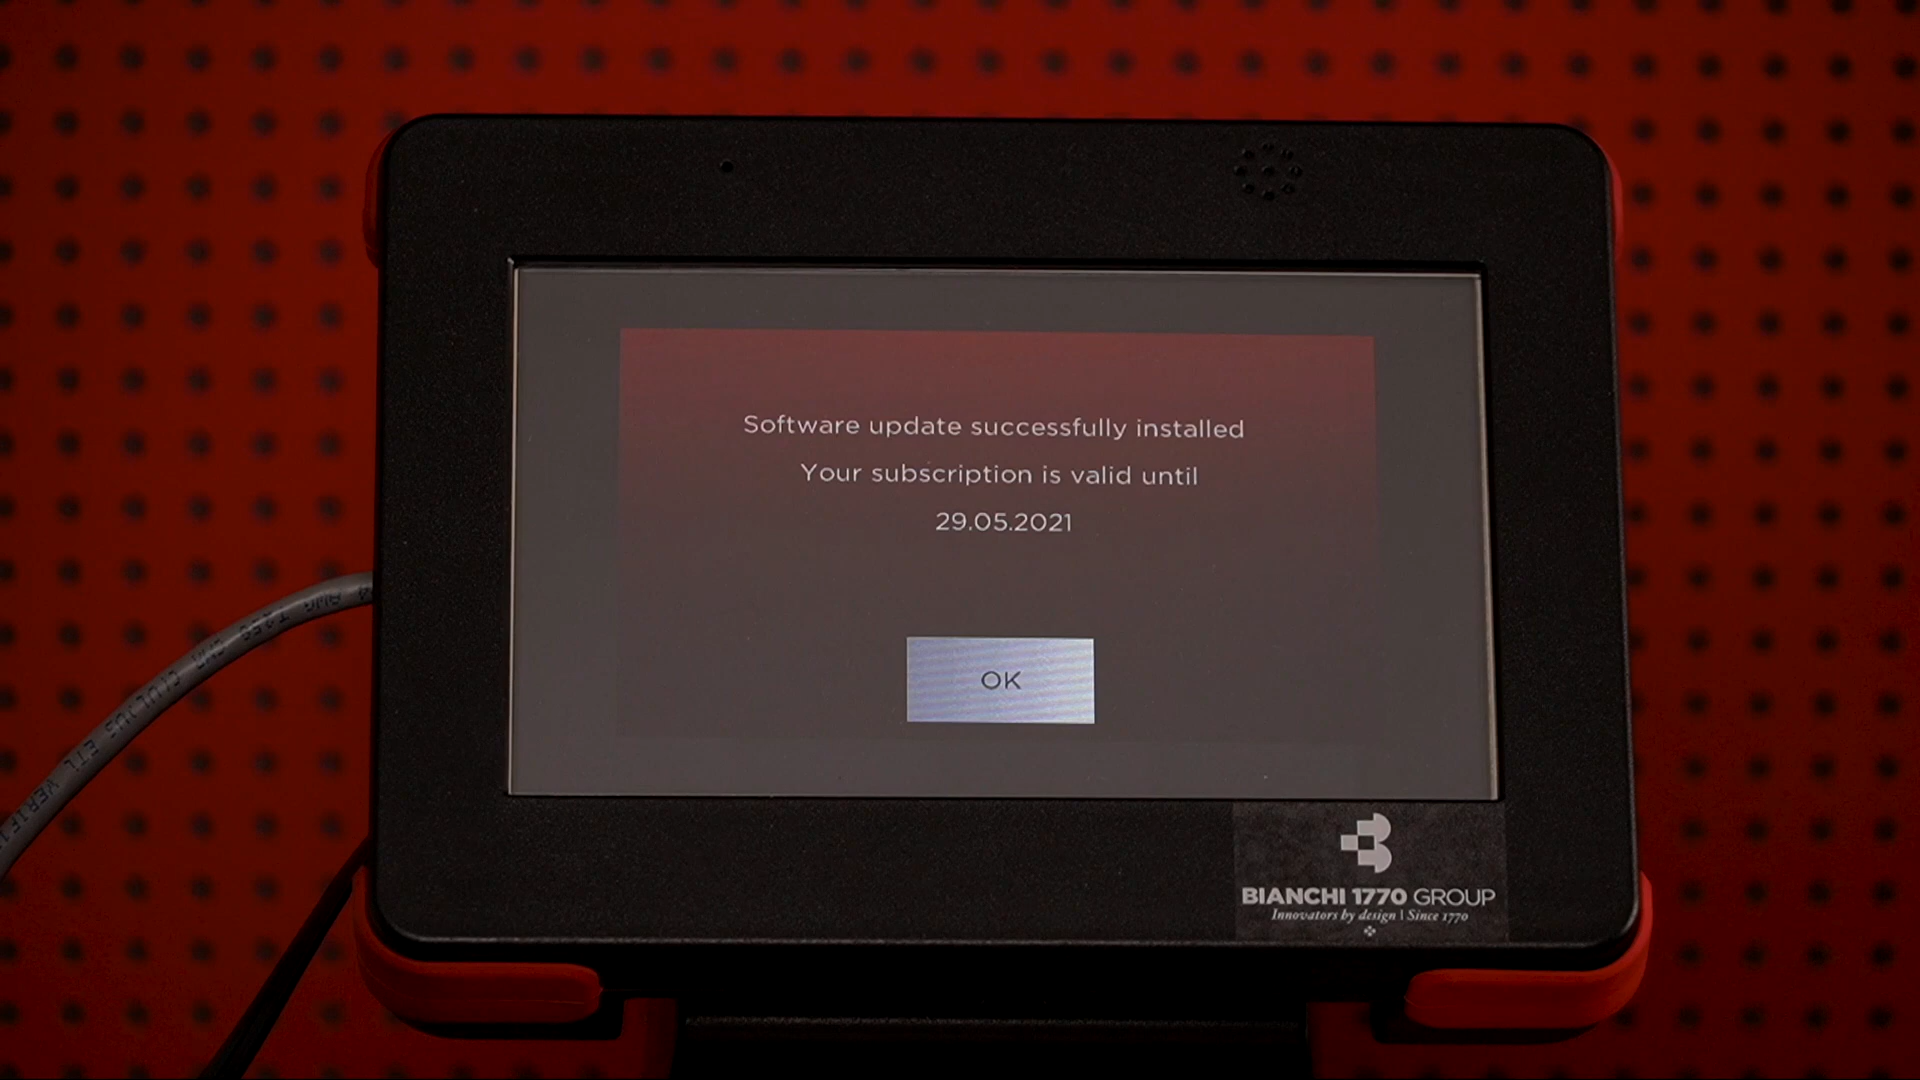 Software update successfully installed
Your subscription is valid until
29.05.2021
OK
BIANCHI 1770 GROUP
Innovators by design | Since 1770